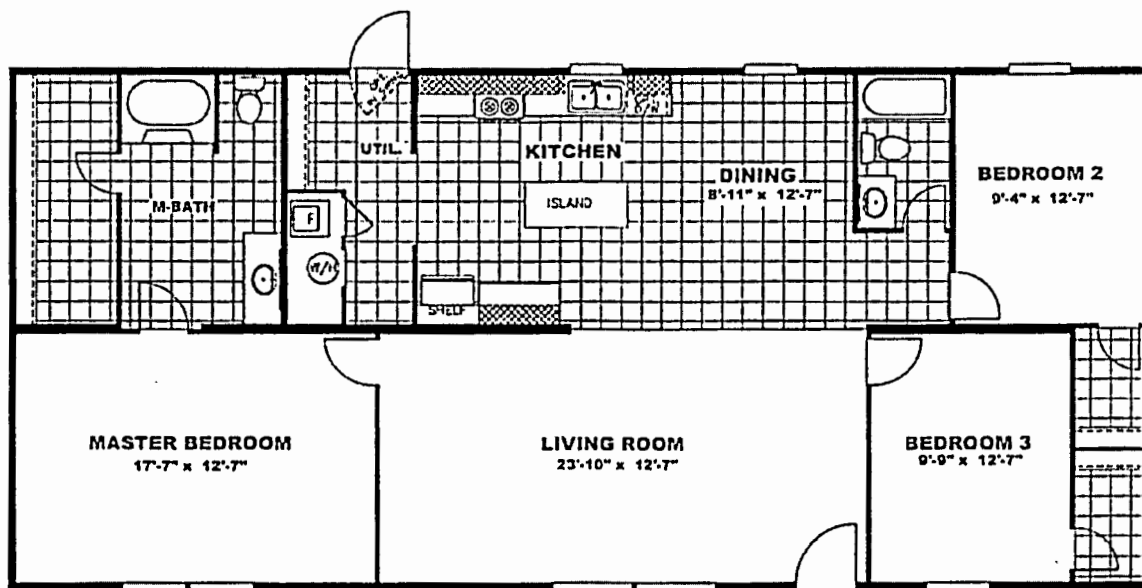 UTIL.
KITCHEN
ISLAND
DINING
8'-11" x 12'-7"
BEDROOM 2
9'-4" x 12'-7"
M-BATH
F
W/H
SHELF
MASTER BEDROOM
17'-7" x 12'-7"
LIVING ROOM
23'-10" x 12'-7"
BEDROOM 3
9'-9" x 12'-7"